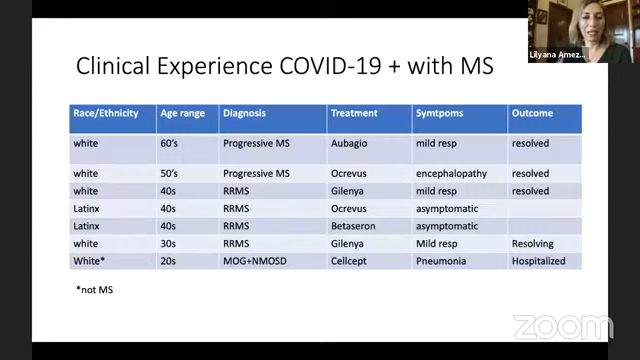 Lilyana Amez...
Clinical Experience COVID-19 + with MS
Race/Ethnicity Age range Diagnosis Treatment Symtpoms Outcome
white 60's Progressive MS Aubagio mild resp resolved
white 50's Progressive MS Ocrevus encephalopathy resolved
white 40s RRMS Gilenya mild resp resolved
Latinx 40s RRMS Ocrevus asymptomatic
Latinx 40s RRMS Betaseron asymptomatic
white 30s RRMS Gilenya Mild resp Resolving
White* 20s MOG+NMOSD Cellcept Pneumonia Hospitalized
*not MS
zoom